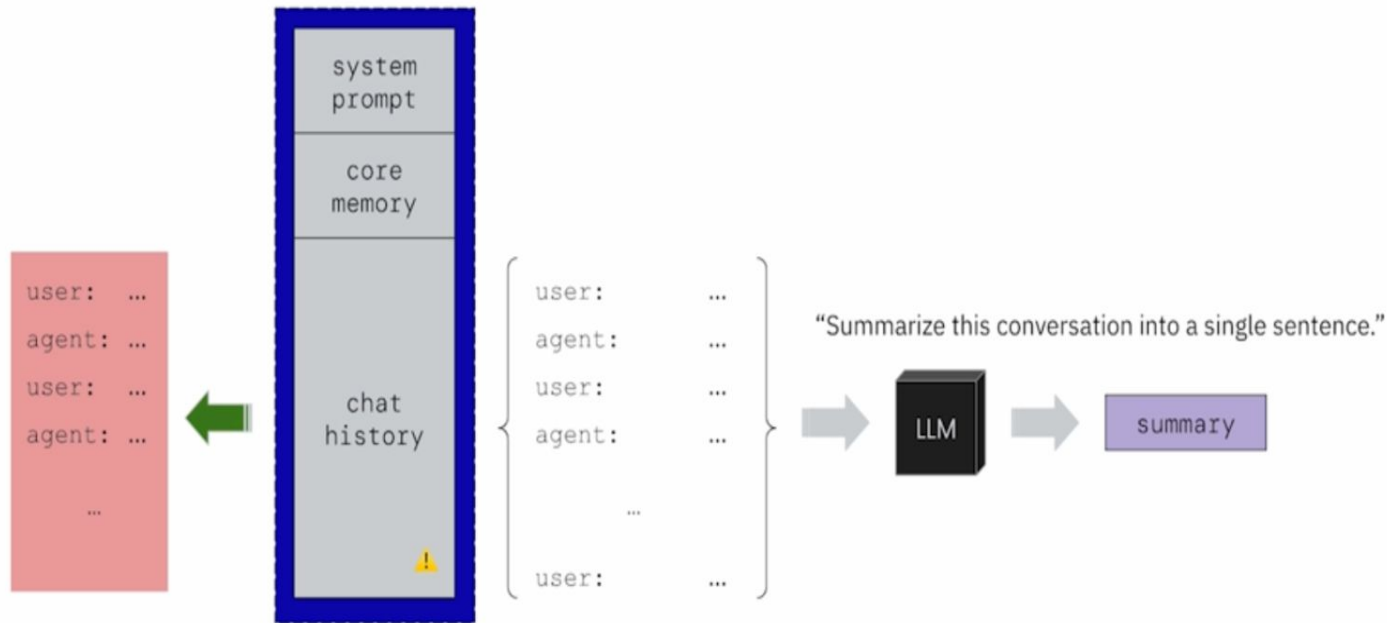 system
prompt
core
memory
chat
history
user: ...
agent: ...
user: ...
agent: ...
...
user: ...
agent: ...
user: ...
agent: ...
...
user: ...
“Summarize this conversation into a single sentence.”
LLM
summary